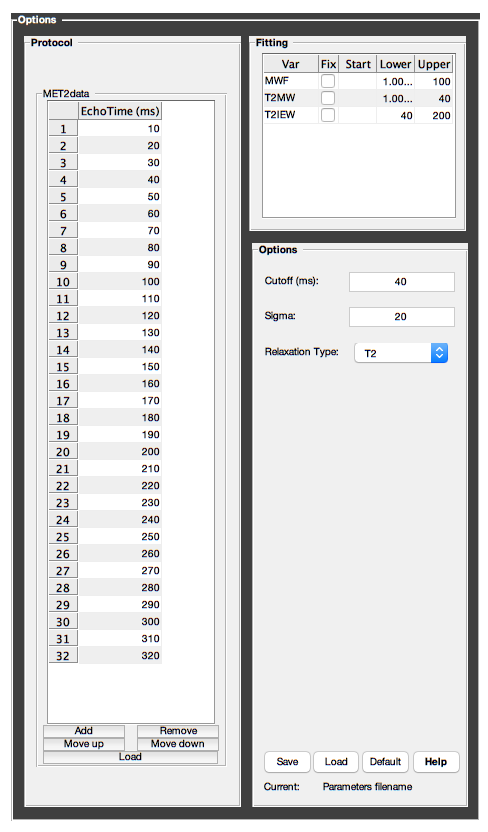 Options
Protocol
MET2data
EchoTime (ms)
1 10
2 20
3 30
4 40
5 50
6 60
7 70
8 80
9 90
10 100
11 110
12 120
13 130
14 140
15 150
16 160
17 170
18 180
19 190
20 200
21 210
22 220
23 230
24 240
25 250
26 260
27 270
28 280
29 290
30 300
31 310
32 320
Add Remove
Move up Move down
Load
Fitting
Var Fix Start Lower Upper
MWF 1.00... 100
T2MW 1.00... 40
T2IEW 40 200
Options
Cutoff (ms): 40
Sigma: 20
Relaxation Type: T2
Save Load Default Help
Current: Parameters filename